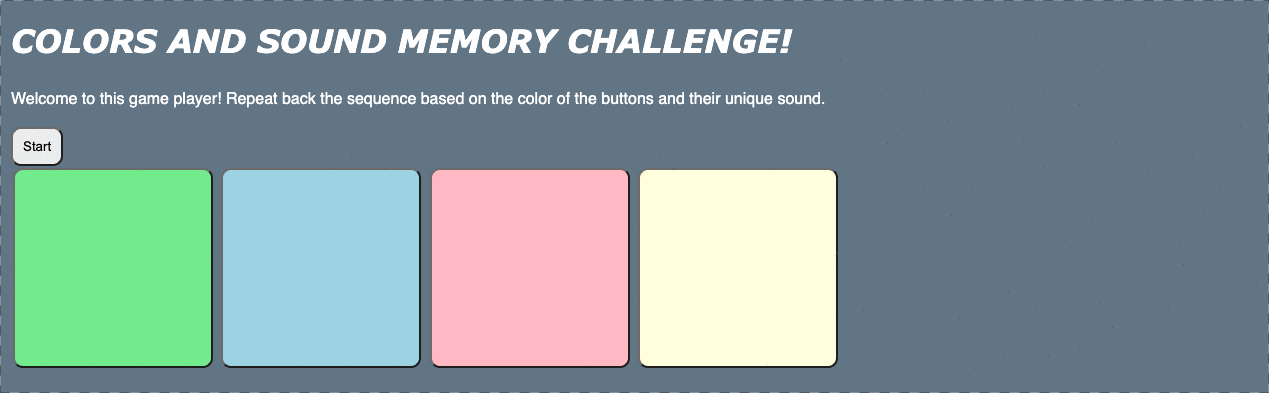 COLORS AND SOUND MEMORY CHALLENGE!
Welcome to this game player! Repeat back the sequence based on the color of the buttons and their unique sound.
Start